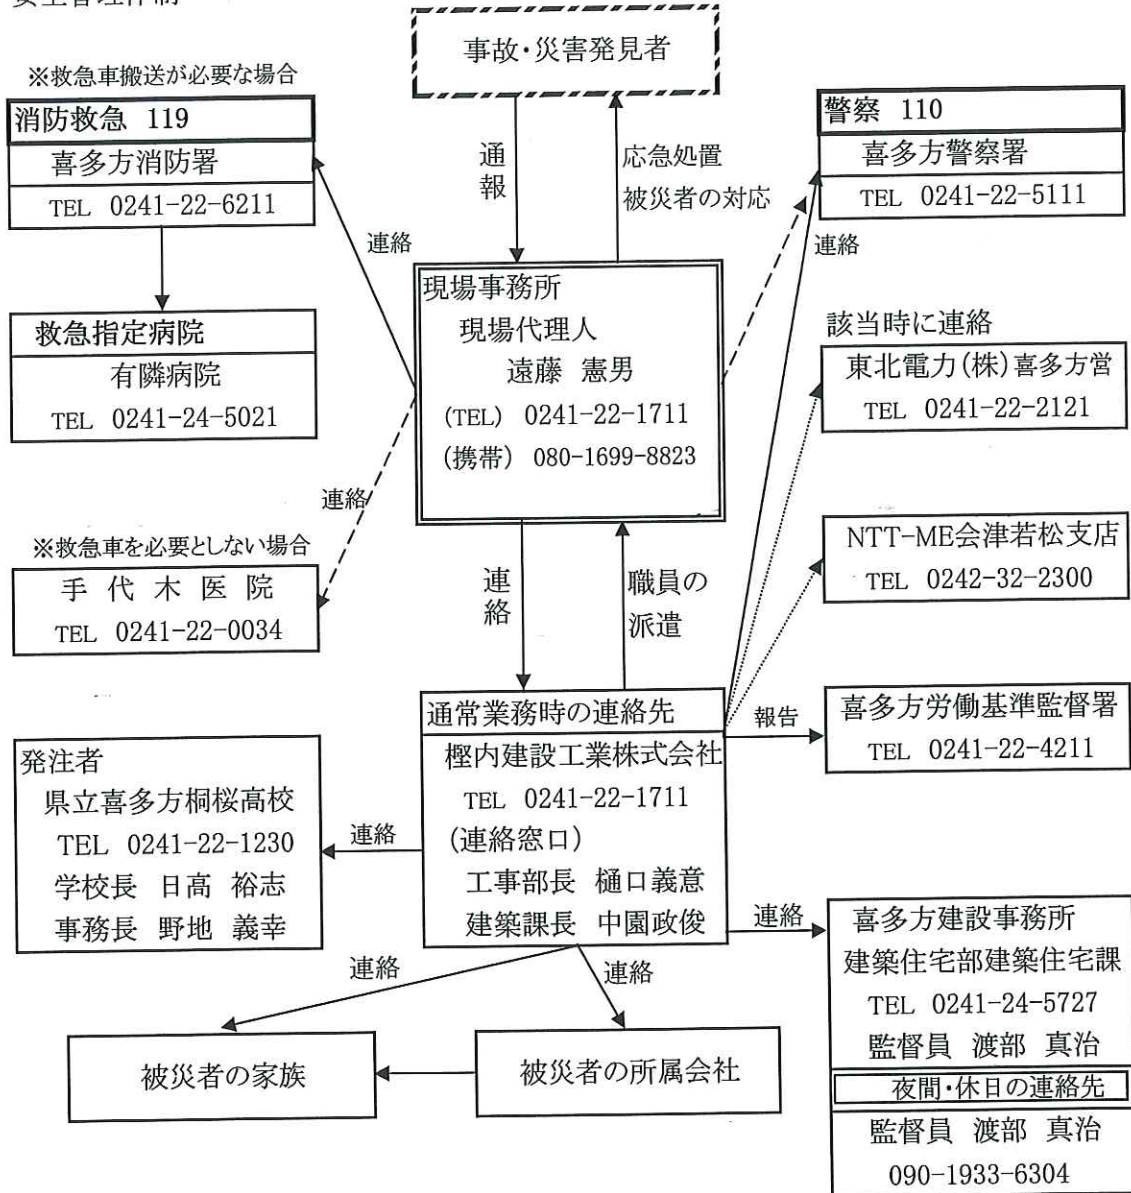 事故・災害発見者
※救急車搬送が必要な場合
消防救急 119
喜多方消防署
TEL 0241-22-6211
通報
応急処置
被災者の対応
警察 110
喜多方警察署
TEL 0241-22-5111
連絡
連絡
救急指定病院
有隣病院
TEL 0241-24-5021
現場事務所
現場代理人
遠藤 憲男
(TEL) 0241-22-1711
(携帯) 080-1699-8823
該当時に連絡
東北電力(株)喜多方営
TEL 0241-22-2121
連絡
※救急車を必要としない場合
手代木医院
TEL 0241-22-0034
連絡
職員の
派遣
NTT-ME会津若松支店
TEL 0242-32-2300
通常業務時の連絡先
樫内建設工業株式会社
TEL 0241-22-1711
(連絡窓口)
工事部長 樋口義意
建築課長 中園政俊
報告
喜多方労働基準監督署
TEL 0241-22-4211
発注者
県立喜多方桐桜高校
TEL 0241-22-1230
学校長 日高 裕志
事務長 野地 義幸
連絡
連絡
喜多方建設事務所
建築住宅部建築住宅課
TEL 0241-24-5727
監督員 渡部 真治
夜間・休日の連絡先
監督員 渡部 真治
090-1933-6304
連絡
連絡
被災者の家族
被災者の所属会社